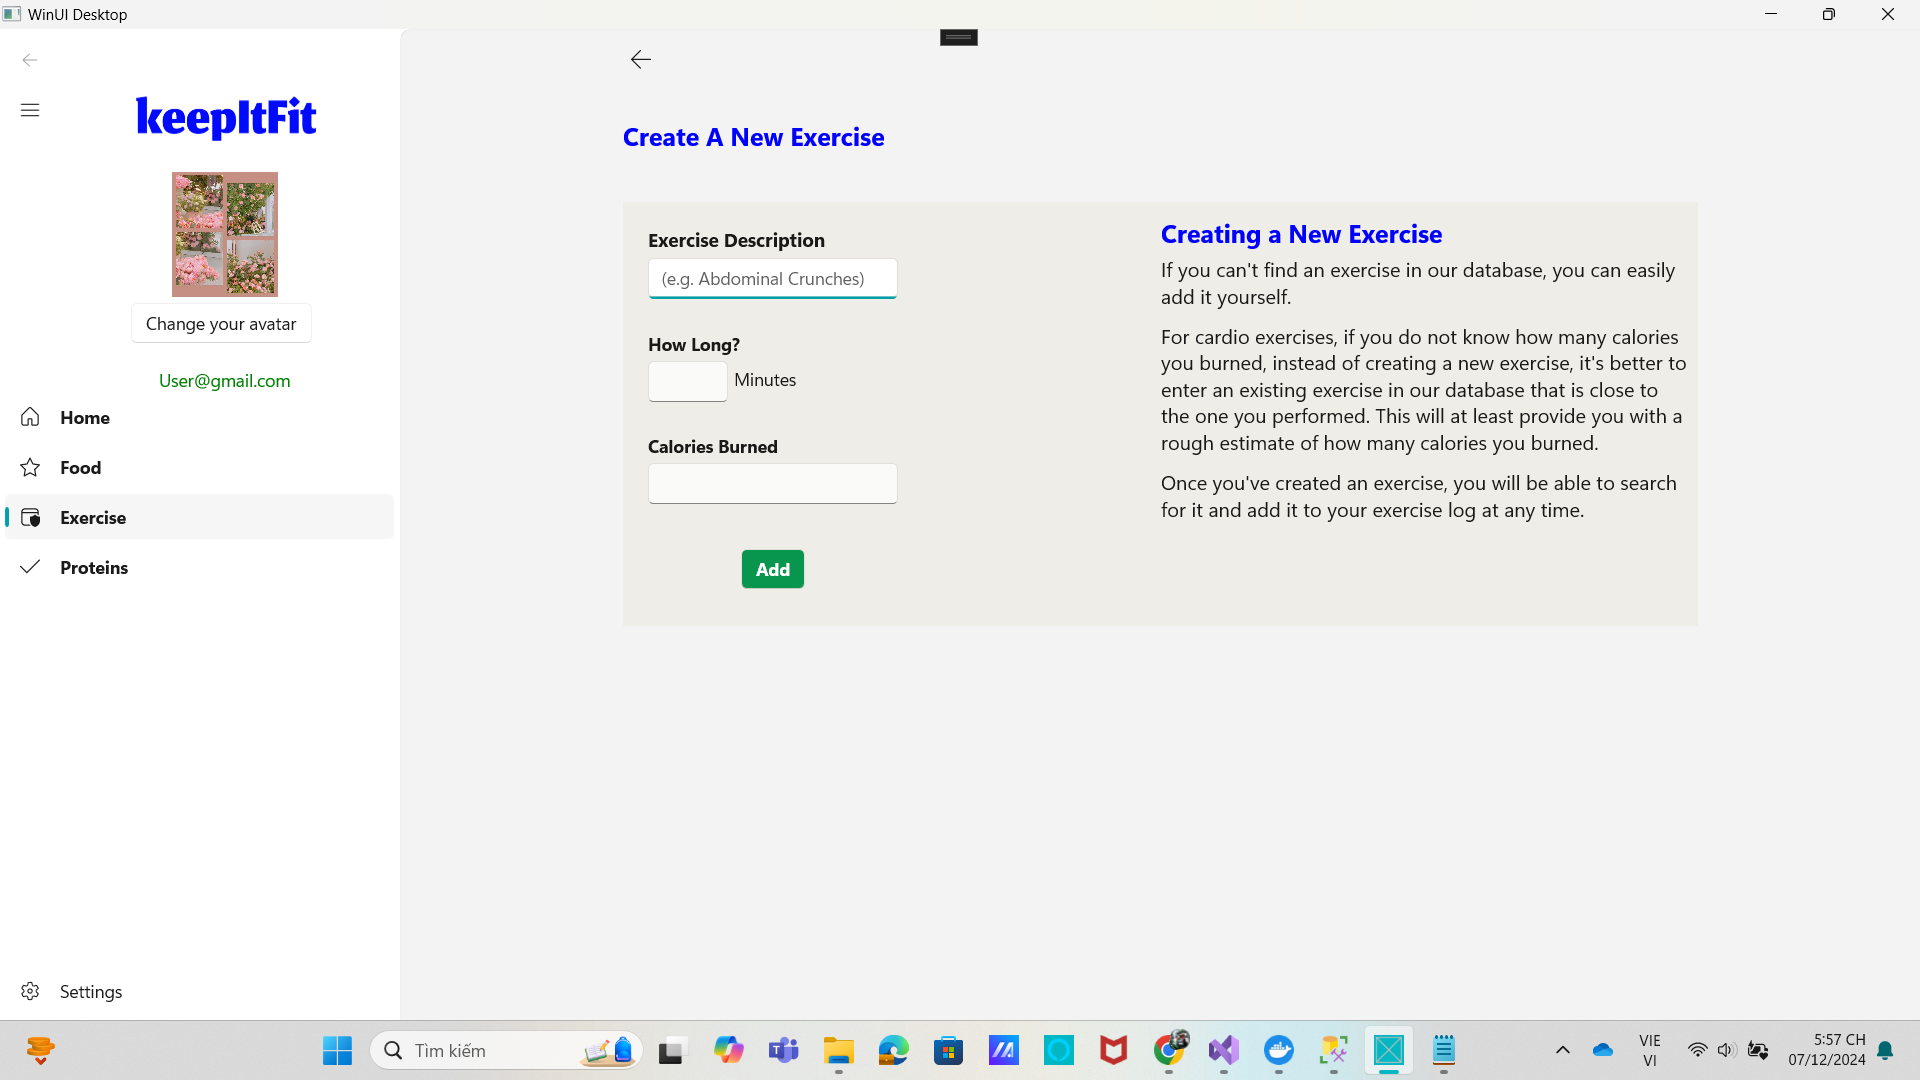 WinUI Desktop
keepItFit
Change your avatar
User@gmail.com
Home
Food
Exercise
Proteins
Settings
Create A New Exercise
Exercise Description
(e.g. Abdominal Crunches)
How Long?
Minutes
Calories Burned
Add
Creating a New Exercise
If you can't find an exercise in our database, you can easily
add it yourself.
For cardio exercises, if you do not know how many calories
you burned, instead of creating a new exercise, it's better to
enter an existing exercise in our database that is close to
the one you performed. This will at least provide you with a
rough estimate of how many calories you burned.
Once you've created an exercise, you will be able to search
for it and add it to your exercise log at any time.
Tìm kiếm
VIE
VI
5:57 CH
07/12/2024